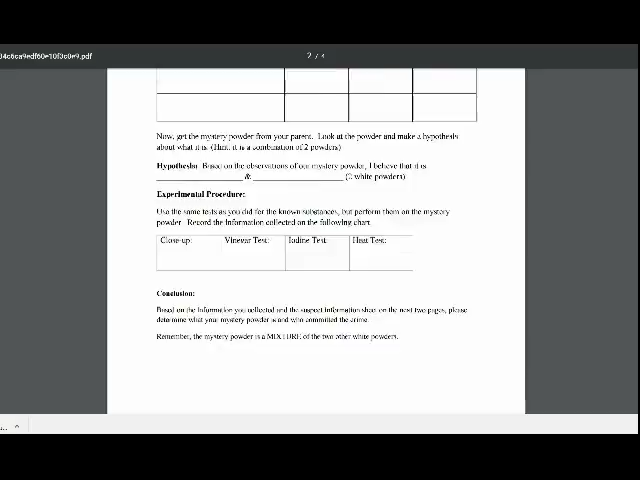 34c6ca9edf60e10f3c0e9.pdf
2 / 4
Now, get the mystery powder from your parent. Look at the powder and make a hypothesis
about what it is. (Hint, it is a combination of 2 powders)
Hypothesis: Based on the observations of our mystery powder, I believe that it is
& (2 white powders)
Experimental Procedure:
Use the same tests as you did for the known substances, but perform them on the mystery
powder. Record the information collected on the following chart.
Close-up: Vinegar Test: Iodine Test: Heat Test:
Conclusion:
Based on the information you collected and the suspect information sheet on the next two pages, please
determine what your mystery powder is and who committed the crime.
Remember, the mystery powder is a MIXTURE of the two other white powders.